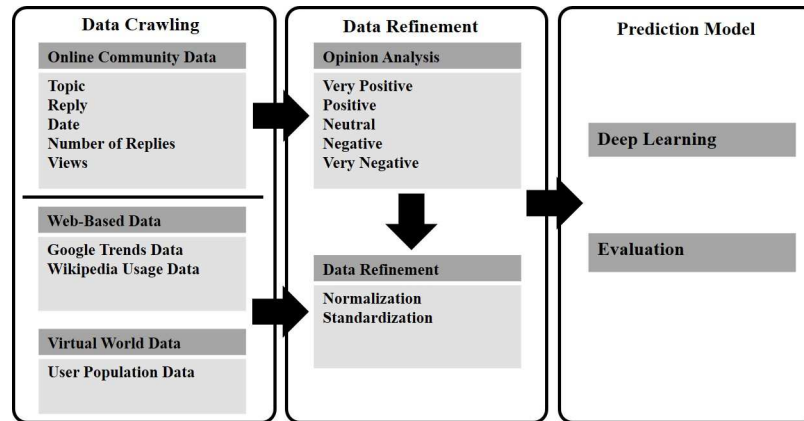 Data Crawling
Online Community Data
Topic
Reply
Date
Number of Replies
Views
Web-Based Data
Google Trends Data
Wikipedia Usage Data
Virtual World Data
User Population Data
Data Refinement
Opinion Analysis
Very Positive
Positive
Neutral
Negative
Very Negative
Data Refinement
Normalization
Standardization
Prediction Model
Deep Learning
Evaluation